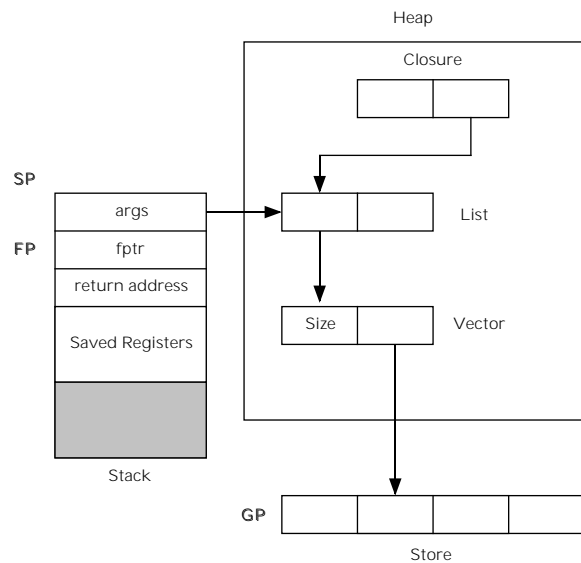 Heap
Closure
SP
args
List
FP
fptr
return address
Size
Vector
Saved Registers
Stack
GP
Store